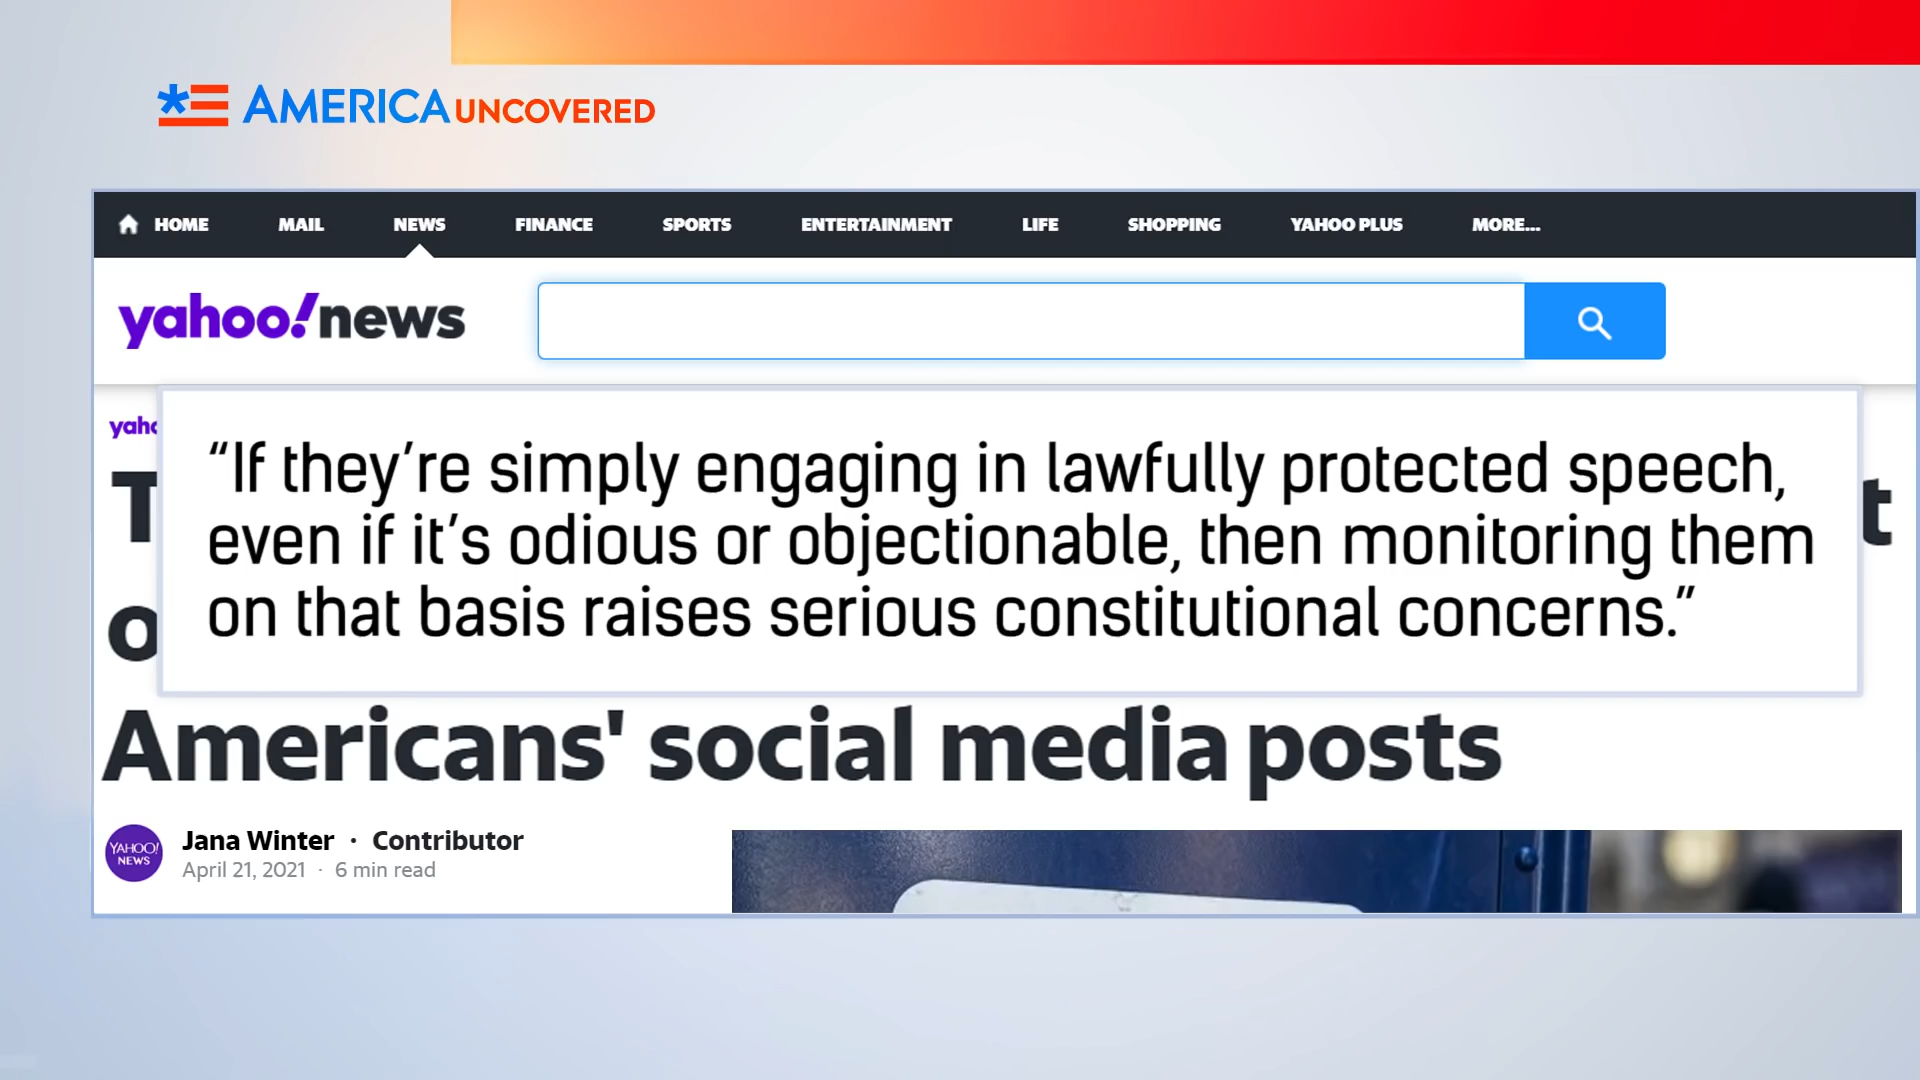 AMERICA UNCOVERED
HOME MAIL NEWS FINANCE SPORTS ENTERTAINMENT LIFE SHOPPING YAHOO PLUS MORE...
yahoo!news
“If they’re simply engaging in lawfully protected speech,
even if it’s odious or objectionable, then monitoring them
on that basis raises serious constitutional concerns.”
Americans' social media posts
YAHOO!
NEWS
Jana Winter · Contributor
April 21, 2021 · 6 min read